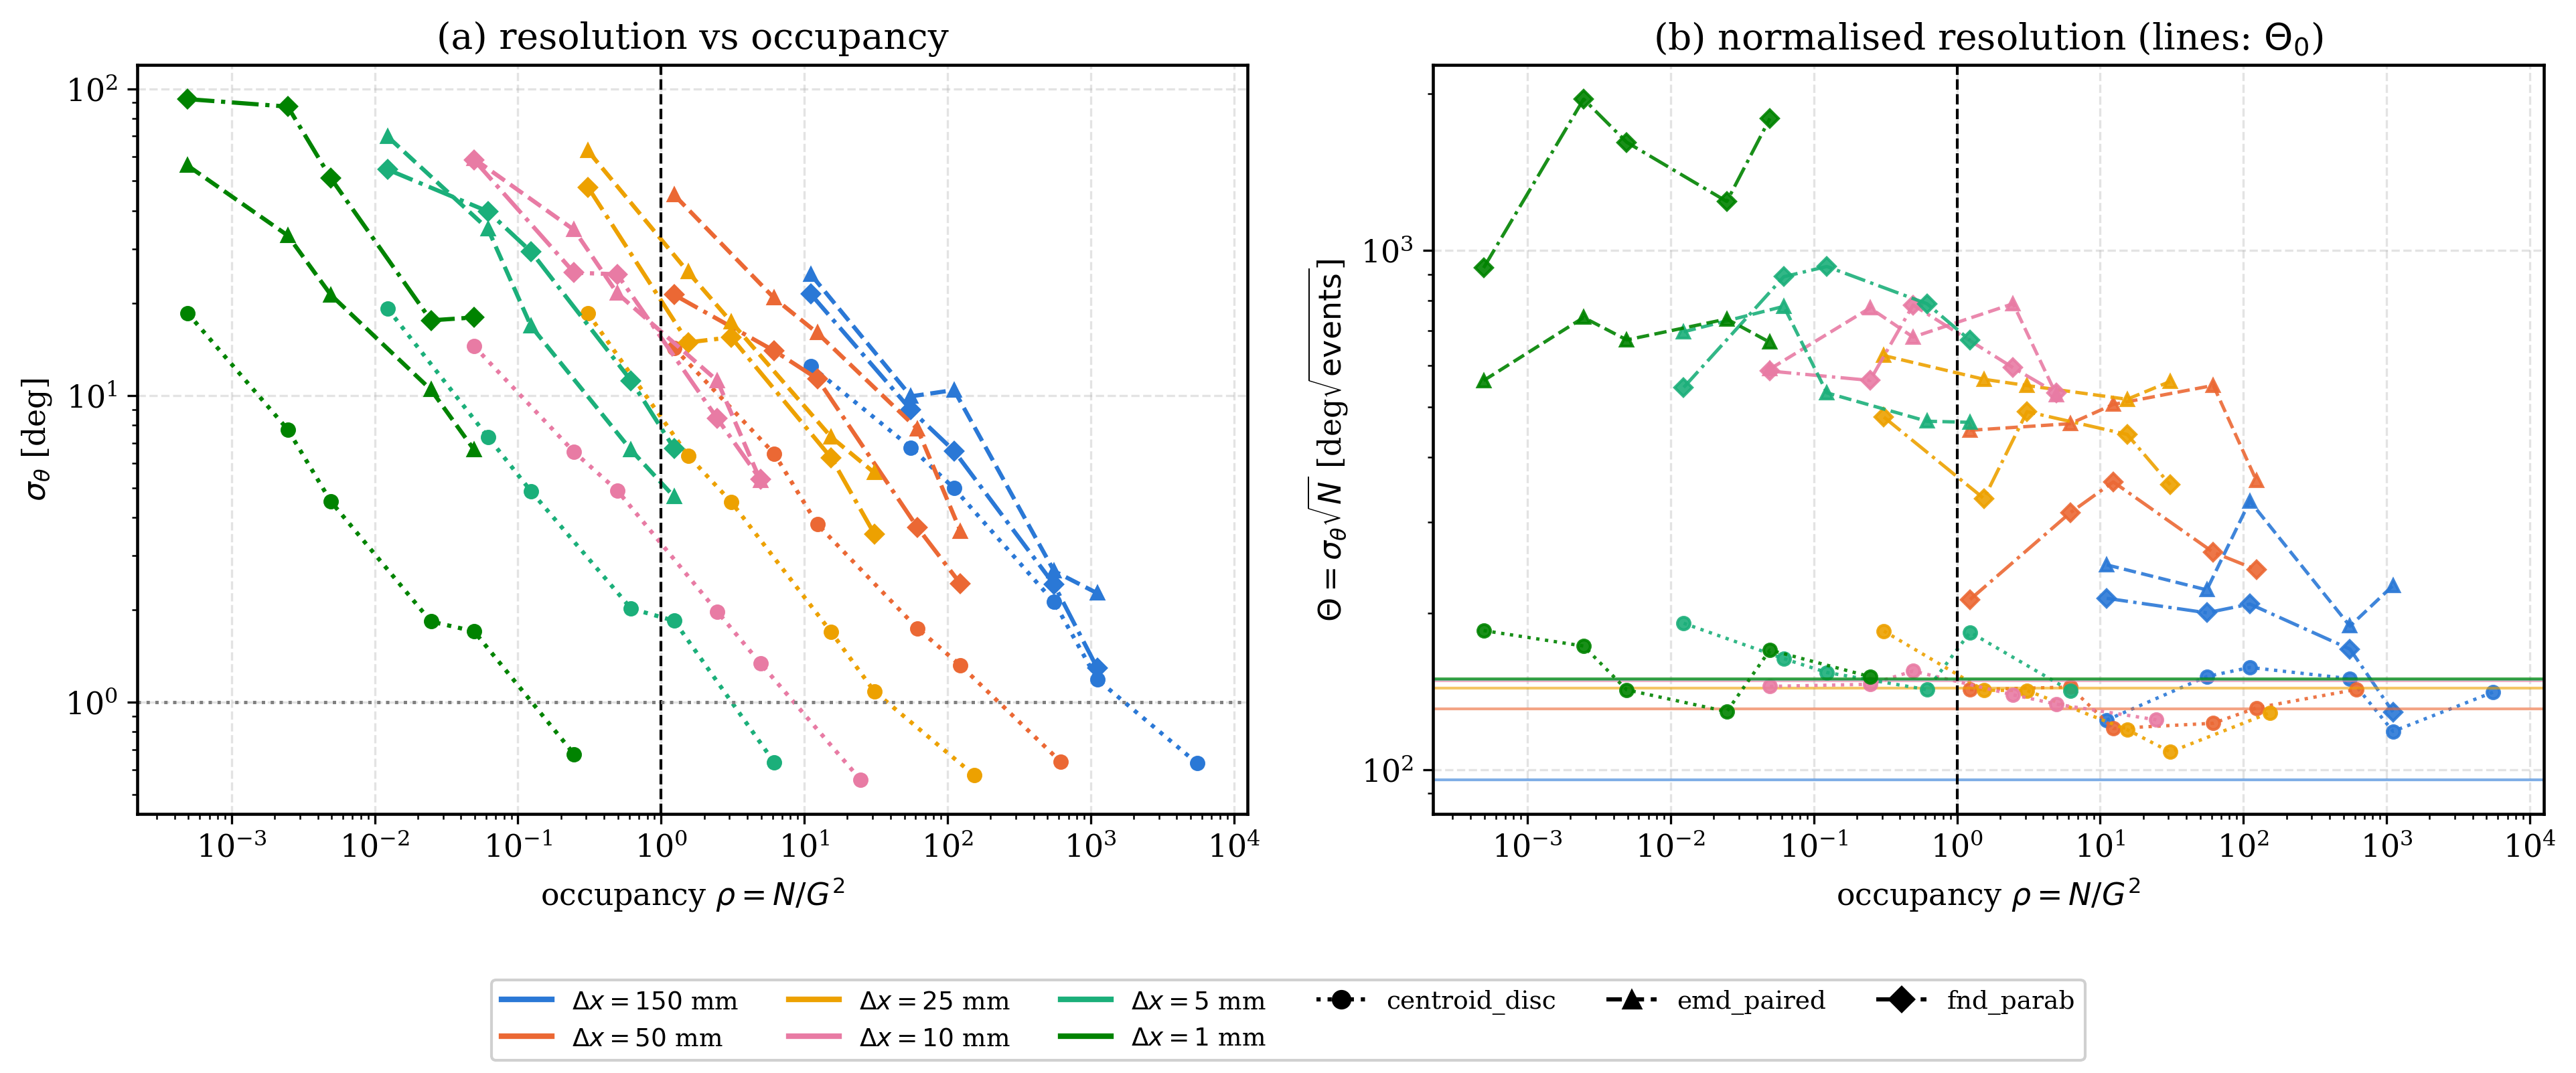 (a) resolution vs occupancy
σθ [deg]
10²
10¹
10⁰
10⁻³ 10⁻² 10⁻¹ 10⁰ 10¹ 10² 10³ 10⁴
occupancy ρ = N/G²
(b) normalised resolution (lines: Θ₀)
Θ = σθ√N [deg√events]
10³
10²
10⁻³ 10⁻² 10⁻¹ 10⁰ 10¹ 10² 10³ 10⁴
occupancy ρ = N/G²
Δx = 150 mm
Δx = 50 mm
Δx = 25 mm
Δx = 10 mm
Δx = 5 mm
Δx = 1 mm
centroid_disc
emd_paired
fnd_parab